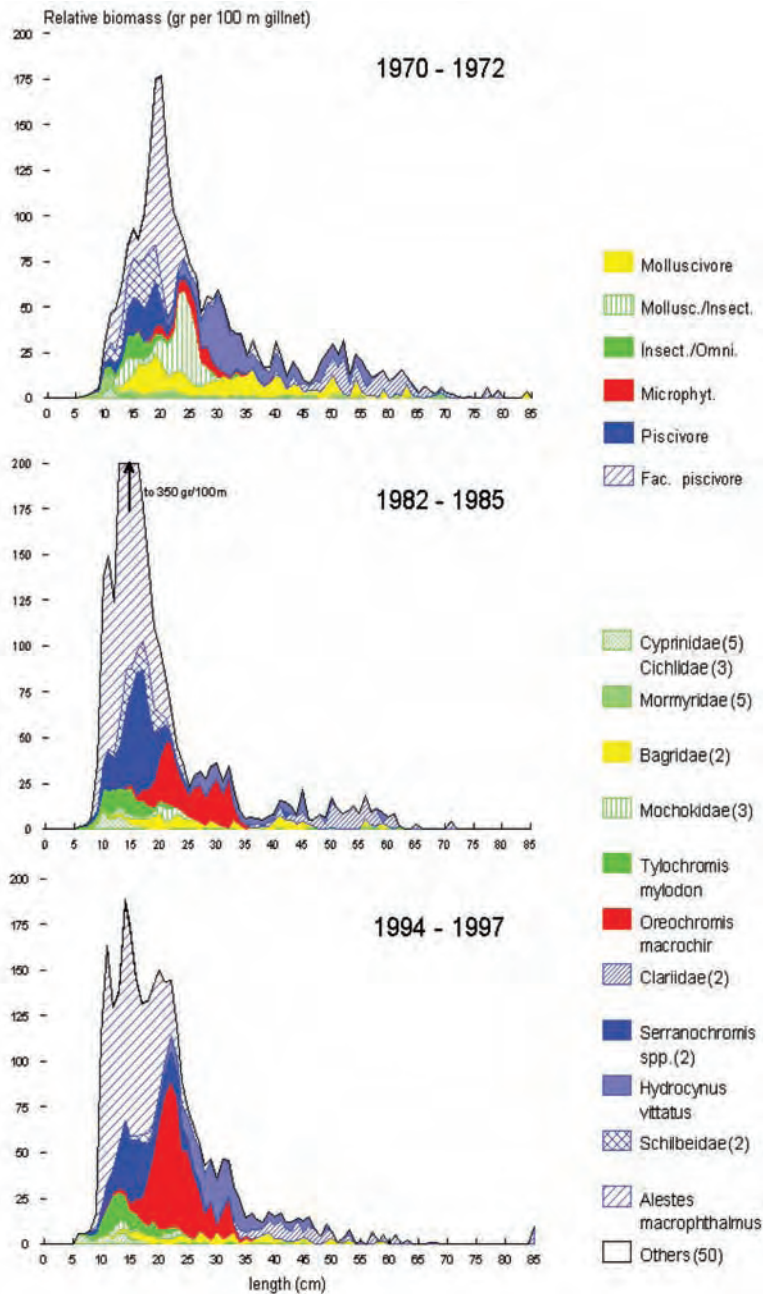 Relative biomass (gr per 100 m gillnet)
200
175
150
125
100
75
50
25
0
0 5 10 15 20 25 30 35 40 45 50 55 60 65 70 75 80 85
1970 - 1972
Molluscivore
Mollusc./Insect.
Insect./Omni.
Microphyt.
Piscivore
Fac. piscivore
200
175
150
125
100
75
50
25
0
0 5 10 15 20 25 30 35 40 45 50 55 60 65 70 75 80 85
to 350 gr/100m
1982 - 1985
Cyprinidae(5)
Cichlidae(3)
Mormyridae(5)
Bagridae(2)
Mochokidae(3)
Tylochromis
mylodon
Oreochromis
macrochir
Clariidae(2)
Serranochromis
spp.(2)
Hydrocynus
vittatus
Schilbeidae(2)
Alestes
macrophthalmus
Others(50)
200
175
150
125
100
75
50
25
0
0 5 10 15 20 25 30 35 40 45 50 55 60 65 70 75 80 85
1994 - 1997
length (cm)